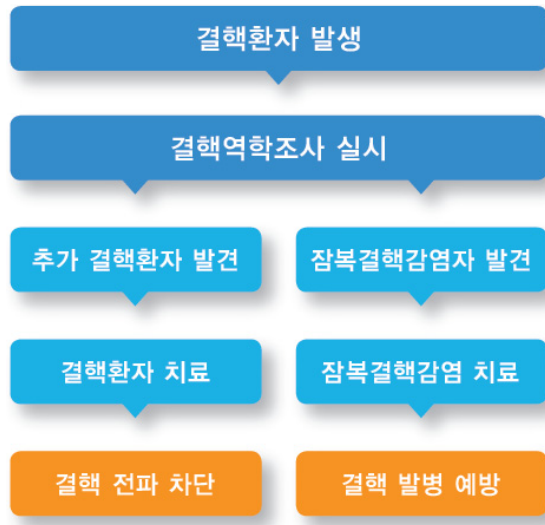 결핵환자 발생
결핵역학조사 실시
추가 결핵환자 발견
잠복결핵감염자 발견
결핵환자 치료
잠복결핵감염 치료
결핵 전파 차단
결핵 발병 예방